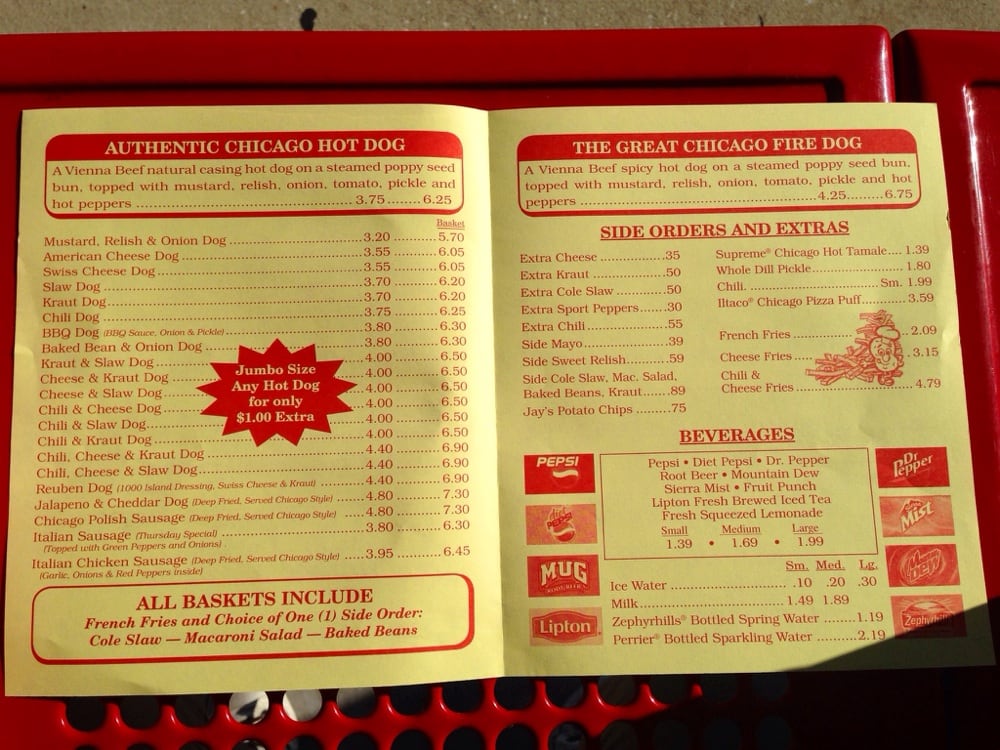 AUTHENTIC CHICAGO HOT DOG
A Vienna Beef natural casing hot dog on a steamed poppy seed
bun, topped with mustard, relish, onion, tomato, pickle and
hot peppers ... 3.75 ... 6.25
Basket
Mustard, Relish & Onion Dog ... 3.20 ... 5.70
American Cheese Dog ... 3.55 ... 6.05
Swiss Cheese Dog ... 3.55 ... 6.05
Slaw Dog ... 3.70 ... 6.20
Kraut Dog ... 3.70 ... 6.20
Chili Dog ... 3.75 ... 6.25
BBQ Dog (BBQ Sauce, Onion & Pickle) ... 3.80 ... 6.30
Baked Bean & Onion Dog ... 3.80 ... 6.30
Kraut & Slaw Dog ... 4.00 ... 6.50
Cheese & Kraut Dog ... 4.00 ... 6.50
Cheese & Slaw Dog ... 4.00 ... 6.50
Chili & Cheese Dog ... 4.00 ... 6.50
Chili & Slaw Dog ... 4.00 ... 6.50
Chili & Kraut Dog ... 4.00 ... 6.50
Chili, Cheese & Kraut Dog ... 4.40 ... 6.90
Chili, Cheese & Slaw Dog ... 4.40 ... 6.90
Reuben Dog (1000 Island Dressing, Swiss Cheese & Kraut) ... 4.40 ... 6.90
Jalapeno & Cheddar Dog (Deep Fried, Served Chicago Style) ... 4.80 ... 7.30
Chicago Polish Sausage (Deep Fried, Served Chicago Style) ... 4.80 ... 7.30
Italian Sausage (Thursday Special) ... 3.80 ... 6.30
(Topped with Green Peppers and Onions)
Italian Chicken Sausage (Deep Fried, Served Chicago Style) ... 3.95 ... 6.45
(Garlic, Onions & Red Peppers inside)
Jumbo Size
Any Hot Dog
for only
$1.00 Extra
ALL BASKETS INCLUDE
French Fries and Choice of One (1) Side Order:
Cole Slaw — Macaroni Salad — Baked Beans
THE GREAT CHICAGO FIRE DOG
A Vienna Beef spicy hot dog on a steamed poppy seed bun,
topped with mustard, relish, onion, tomato, pickle and hot
peppers ... 4.25 ... 6.75
SIDE ORDERS AND EXTRAS
Extra Cheese ... .35
Extra Kraut ... .50
Extra Cole Slaw ... .50
Extra Sport Peppers ... .30
Extra Chili ... .55
Side Mayo ... .39
Side Sweet Relish ... .59
Side Cole Slaw, Mac. Salad,
Baked Beans, Kraut ... .89
Jay's Potato Chips ... .75
Supreme® Chicago Hot Tamale ... 1.39
Whole Dill Pickle ... 1.80
Chili ... Sm. 1.99
Iltaco® Chicago Pizza Puff ... 3.59
French Fries ... 2.09
Cheese Fries ... 3.15
Chili &
Cheese Fries ... 4.79
BEVERAGES
PEPSI
diet PEPSI
MUG
ROOT BEER
Lipton
Pepsi • Diet Pepsi • Dr. Pepper
Root Beer • Mountain Dew
Sierra Mist • Fruit Punch
Lipton Fresh Brewed Iced Tea
Fresh Squeezed Lemonade
Small Medium Large
1.39 • 1.69 • 1.99
Sm. Med. Lg.
Ice Water ... .10 .20 .30
Milk ... 1.49 1.89
Zephyrhills® Bottled Spring Water ... 1.19
Perrier® Bottled Sparkling Water ... 2.19
Dr Pepper
Mist
Mountain Dew
Zephyrhills